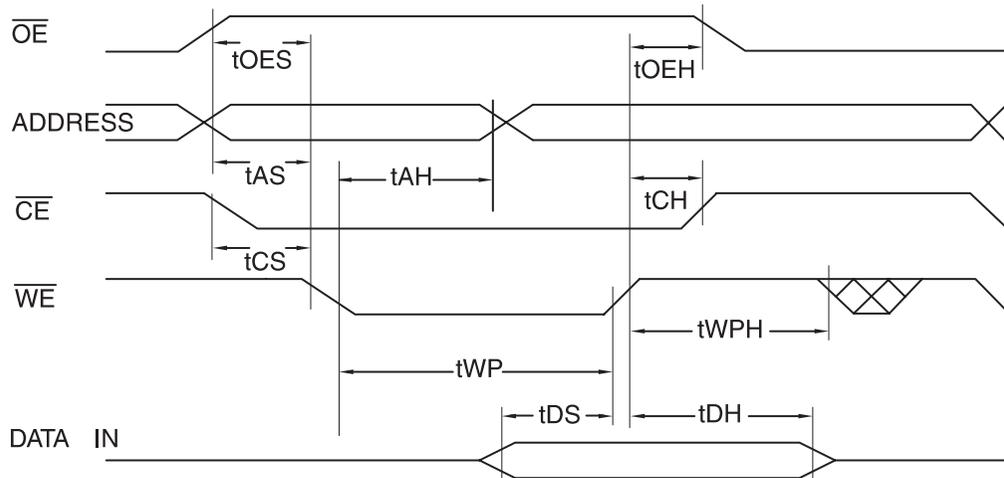 OE
tOES
tOEH
ADDRESS
tAS
tAH
tCH
CE
tCS
WE
tWPH
tWP
tDS
tDH
DATA IN